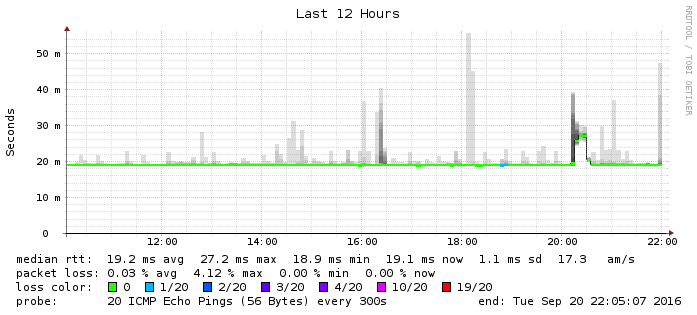 Last 12 Hours
RRDTOOL / TOBI OETIKER
Seconds
50 m
40 m
30 m
20 m
10 m
0
12:00 14:00 16:00 18:00 20:00 22:00
median rtt: 19.2 ms avg 27.2 ms max 18.9 ms min 19.1 ms now 1.1 ms sd 17.3 am/s
packet loss: 0.03 % avg 4.12 % max 0.00 % min 0.00 % now
loss color: 0 1/20 2/20 3/20 4/20 10/20 19/20
probe: 20 ICMP Echo Pings (56 Bytes) every 300s end: Tue Sep 20 22:05:07 2016